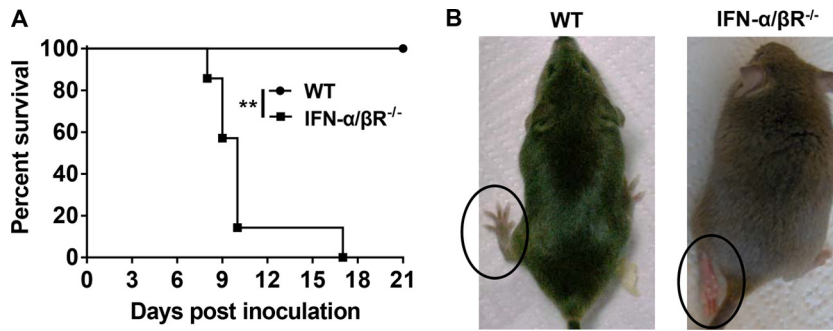 A
Percent survival
100
80
60
40
20
0
** WT
IFN-α/βR-/-
0 3 6 9 12 15 18 21
Days post inoculation
B
WT IFN-α/βR-/-